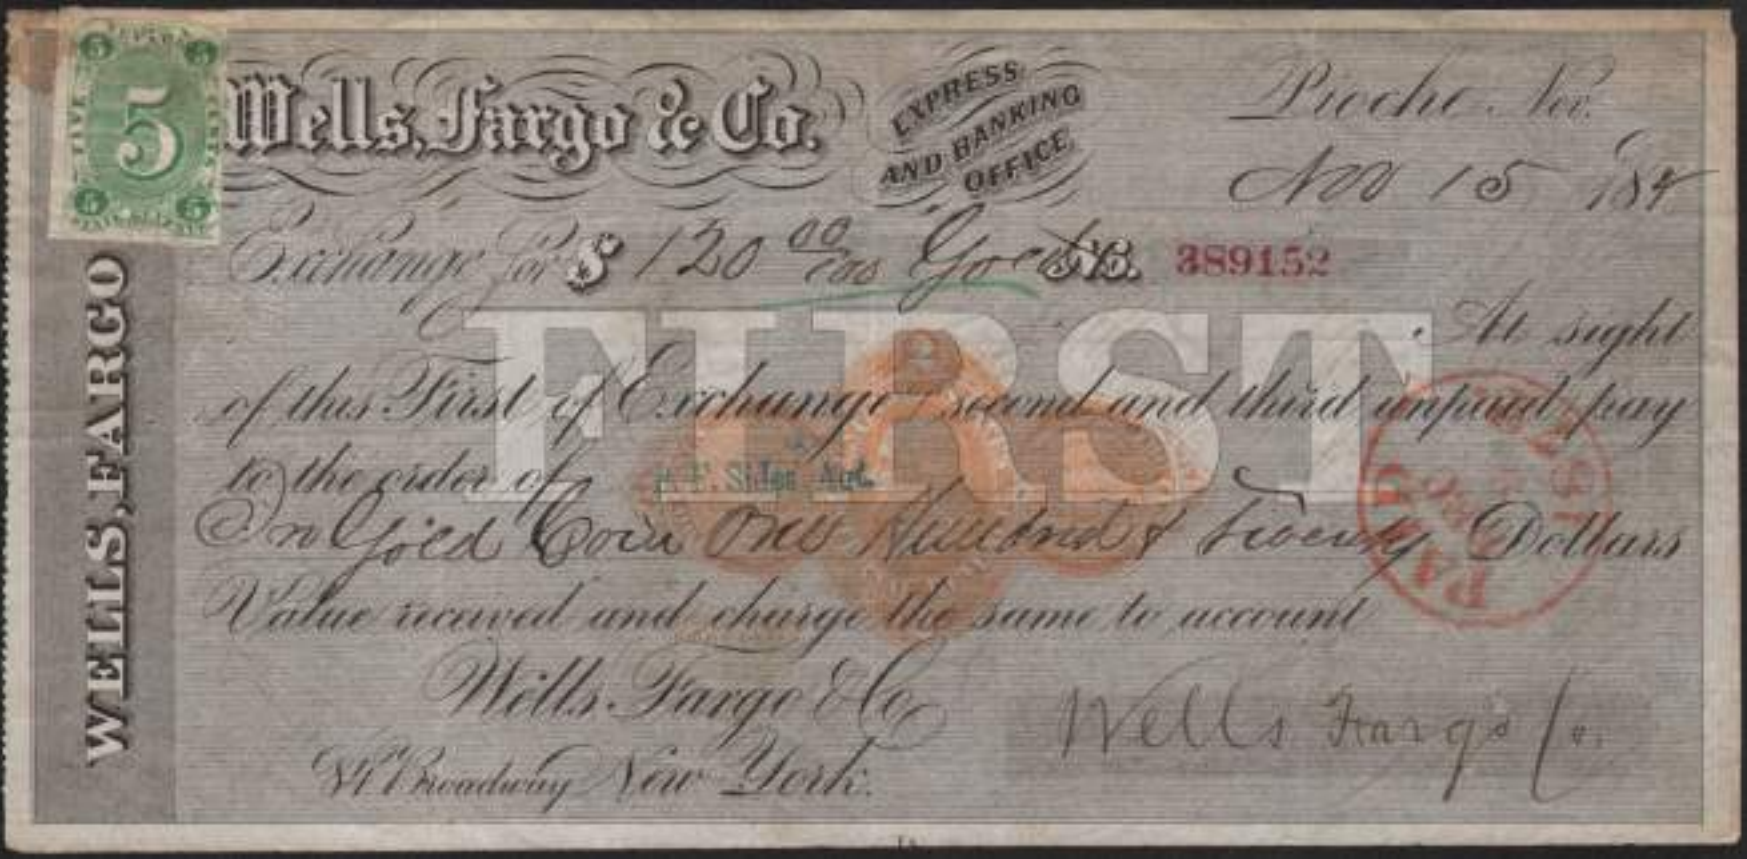 5
Wells, Fargo & Co.
EXPRESS
AND BANKING
OFFICE
Pioche Nev.
Nov 15 187
Exchange for $ 120 00/100 Gold No. 389152
FIRST
At sight
of this First of Exchange second and third unpaid pay
to the order of
In Gold Coin One Hundred & Twenty Dollars
Value received and charge the same to account
Wells Fargo & Co
Wells Fargo Co.
84 Broadway New York.
WELLS, FARGO
PAID